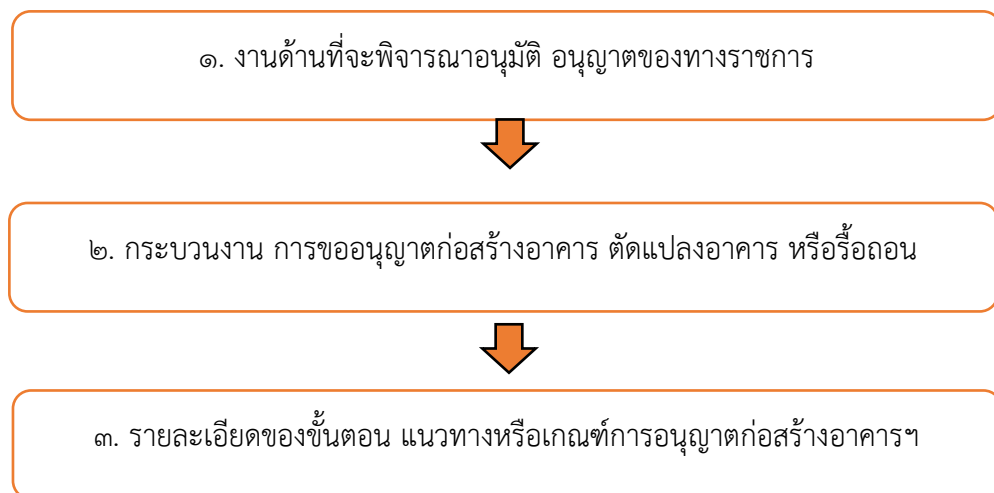 ๑. งานด้านที่จะพิจารณาอนุมัติ อนุญาตของทางราชการ
๒. กระบวนงาน การขออนุญาตก่อสร้างอาคาร ตัดแปลงอาคาร หรือรื้อถอน
๓. รายละเอียดของขั้นตอน แนวทางหรือเกณฑ์การอนุญาตก่อสร้างอาคารฯ